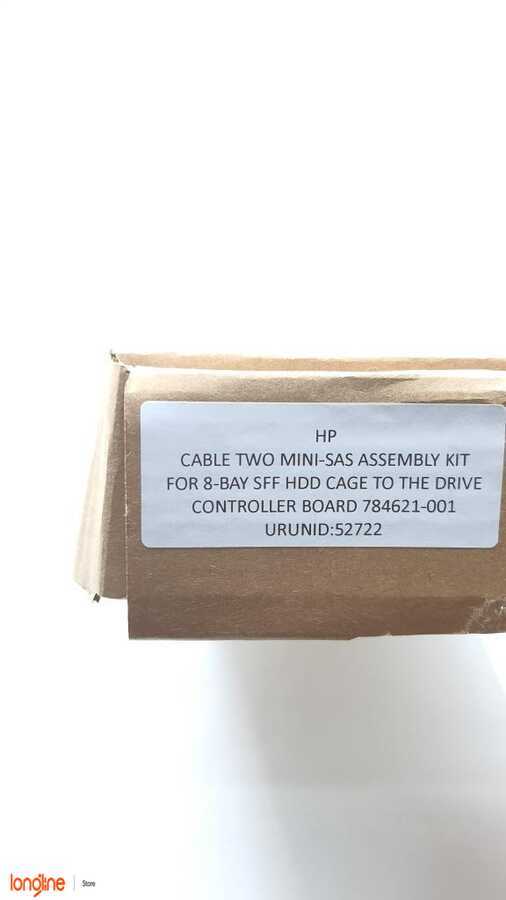 HP
CABLE TWO MINI-SAS ASSEMBLY KIT
FOR 8-BAY SFF HDD CAGE TO THE DRIVE
CONTROLLER BOARD 784621-001
URUNID:52722
longline | Store